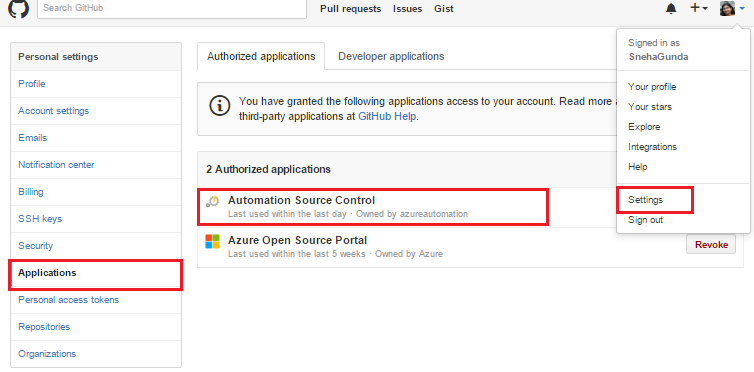 Search GitHub
Pull requests Issues Gist
Personal settings
Profile
Account settings
Emails
Notification center
Billing
SSH keys
Security
Applications
Personal access tokens
Repositories
Organizations
Authorized applications Developer applications
You have granted the following applications access to your account. Read more
third-party applications at GitHub Help.
2 Authorized applications
Automation Source Control
Last used within the last day · Owned by azureautomation
Azure Open Source Portal
Last used within the last 5 weeks · Owned by Azure
Revoke
Signed in as
SnehaGunda
Your profile
Your stars
Explore
Integrations
Help
Settings
Sign out